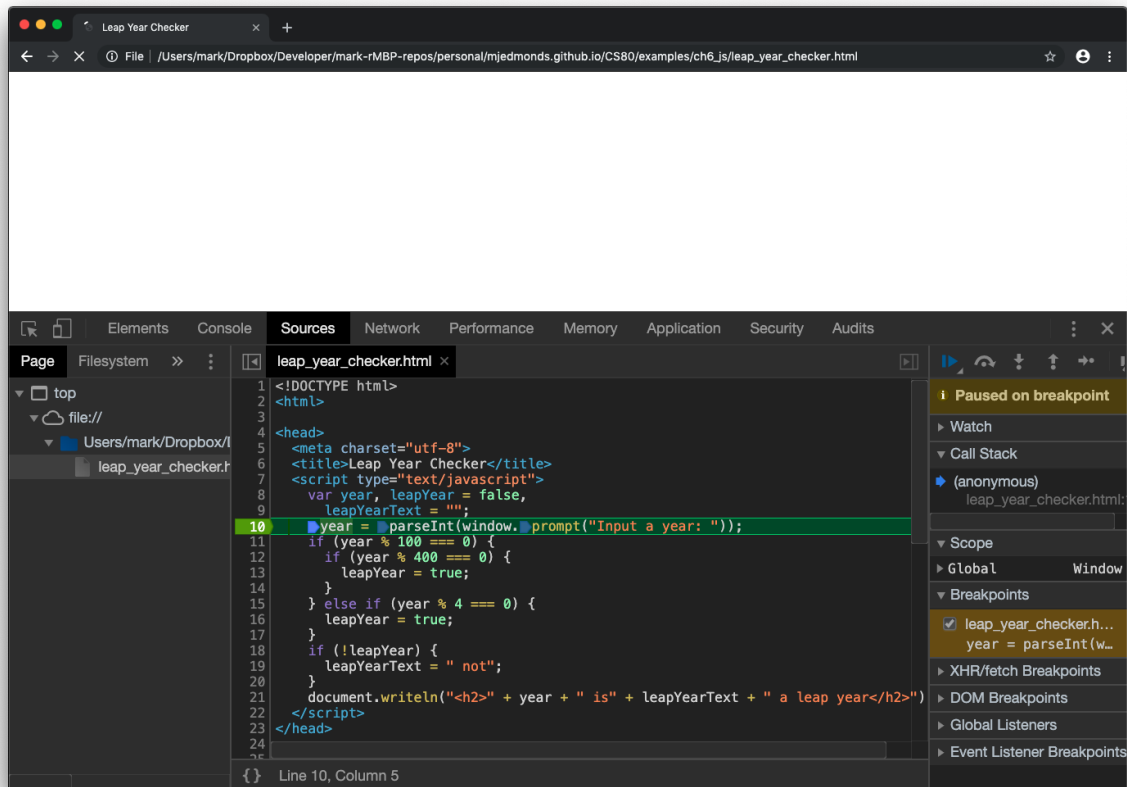 Leap Year Checker
File /Users/mark/Dropbox/Developer/mark-rMBP-repos/personal/mjedmonds.github.io/CS80/examples/ch6_js/leap_year_checker.html
Elements Console Sources Network Performance Memory Application Security Audits
Page Filesystem »
leap_year_checker.html
top
file://
Users/mark/Dropbox/
leap_year_checker.h
1 <!DOCTYPE html>
2 <html>
3
4 <head>
5 <meta charset="utf-8">
6 <title>Leap Year Checker</title>
7 <script type="text/javascript">
8 var year, leapYear = false,
9 leapYearText = "";
10 year = parseInt(window.prompt("Input a year: "));
11 if (year % 100 === 0) {
12 if (year % 400 === 0) {
13 leapYear = true;
14 }
15 } else if (year % 4 === 0) {
16 leapYear = true;
17 }
18 if (!leapYear) {
19 leapYearText = " not";
20 }
21 document.writeln("<h2>" + year + " is" + leapYearText + " a leap year</h2>")
22 </script>
23 </head>
24
25
{} Line 10, Column 5
Paused on breakpoint
Watch
Call Stack
(anonymous)
leap_year_checker.html:
Scope
Global Window
Breakpoints
leap_year_checker.h...
year = parseInt(w...
XHR/fetch Breakpoints
DOM Breakpoints
Global Listeners
Event Listener Breakpoints